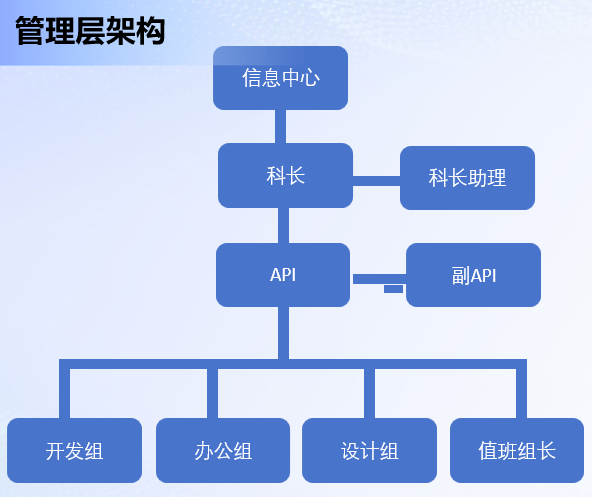 管理层架构
信息中心
科长
科长助理
API
副API
开发组
办公组
设计组
值班组长